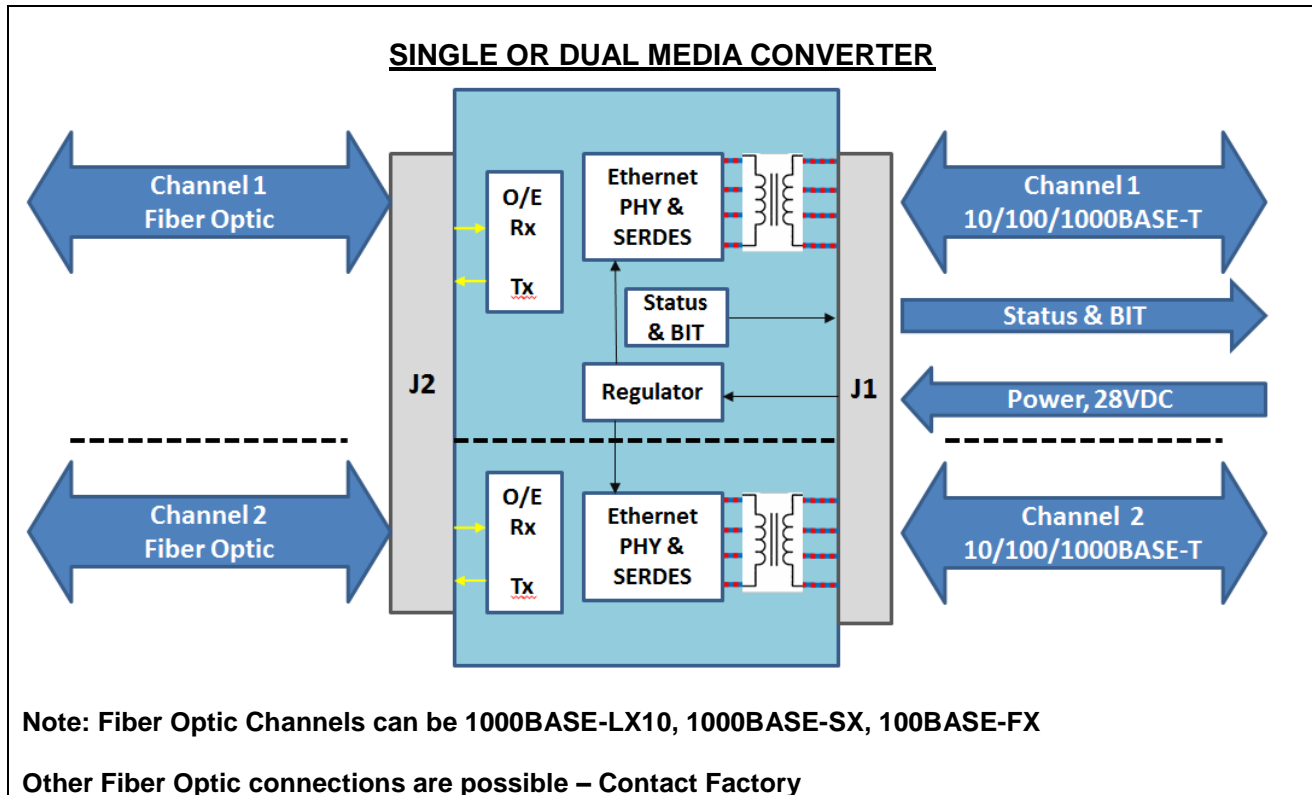 SINGLE OR DUAL MEDIA CONVERTER
Channel 1
Fiber Optic
J2
O/E
Rx
Tx
Ethernet
PHY &
SERDES
Status
& BIT
Regulator
J1
Channel 1
10/100/1000BASE-T
Status & BIT
Power, 28VDC
Channel 2
Fiber Optic
O/E
Rx
Tx
Ethernet
PHY &
SERDES
Channel 2
10/100/1000BASE-T
Note: Fiber Optic Channels can be 1000BASE-LX10, 1000BASE-SX, 100BASE-FX
Other Fiber Optic connections are possible – Contact Factory